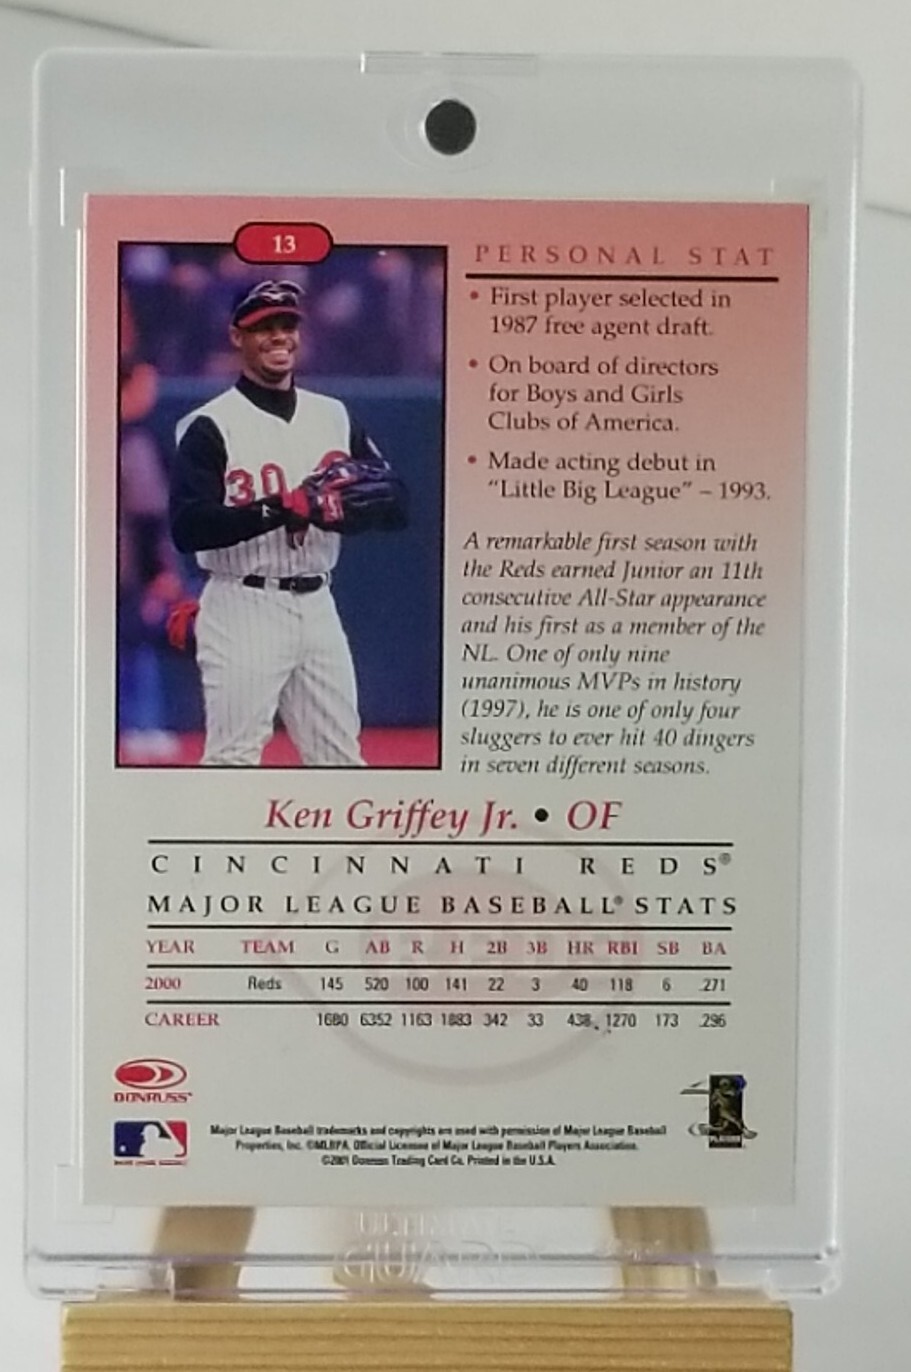 13
PERSONAL STAT
• First player selected in
1987 free agent draft.
• On board of directors
for Boys and Girls
Clubs of America.
• Made acting debut in
"Little Big League" – 1993.
A remarkable first season with
the Reds earned Junior an 11th
consecutive All-Star appearance
and his first as a member of the
NL. One of only nine
unanimous MVPs in history
(1997), he is one of only four
sluggers to ever hit 40 dingers
in seven different seasons.
30
Ken Griffey Jr. • OF
CINCINNATI REDS®
MAJOR LEAGUE BASEBALL® STATS
YEAR TEAM G AB R H 2B 3B HR RBI SB BA
2000 Reds 145 520 100 141 22 3 40 118 6 .271
CAREER 1680 6352 1163 1883 342 33 438 1270 173 .296
DONRUSS
Major League Baseball trademarks and copyrights are used with permission of Major League Baseball
Properties, Inc. ©MLBPA. Official Licensee of Major League Baseball Players Association.
©2001 Donruss Trading Card Co. Printed in the U.S.A.
ULTIMATE
GUARD